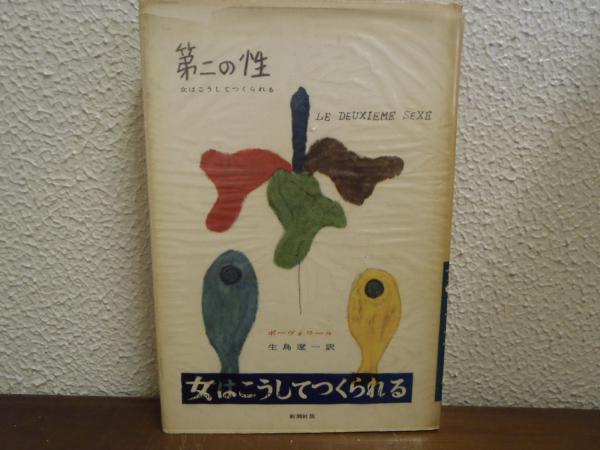 第二の性
女はこうしてつくられる
LE DEUXIEME SEXE
ボーヴォワール
生島遼一訳
女はこうしてつくられる
新潮社版